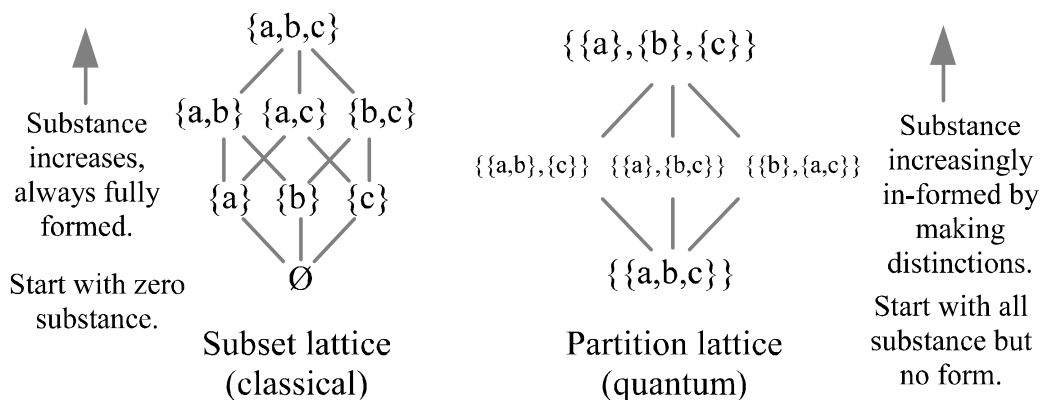 Substance
increases,
always fully
formed.
Start with zero
substance.
{a,b,c}
{a,b} {a,c} {b,c}
{a} {b} {c}
Ø
Subset lattice
(classical)
{{a},{b},{c}}
{{a,b},{c}} {{a},{b,c}} {{b},{a,c}}
{{a,b,c}}
Partition lattice
(quantum)
Substance
increasingly
in-formed by
making
distinctions.
Start with all
substance but
no form.